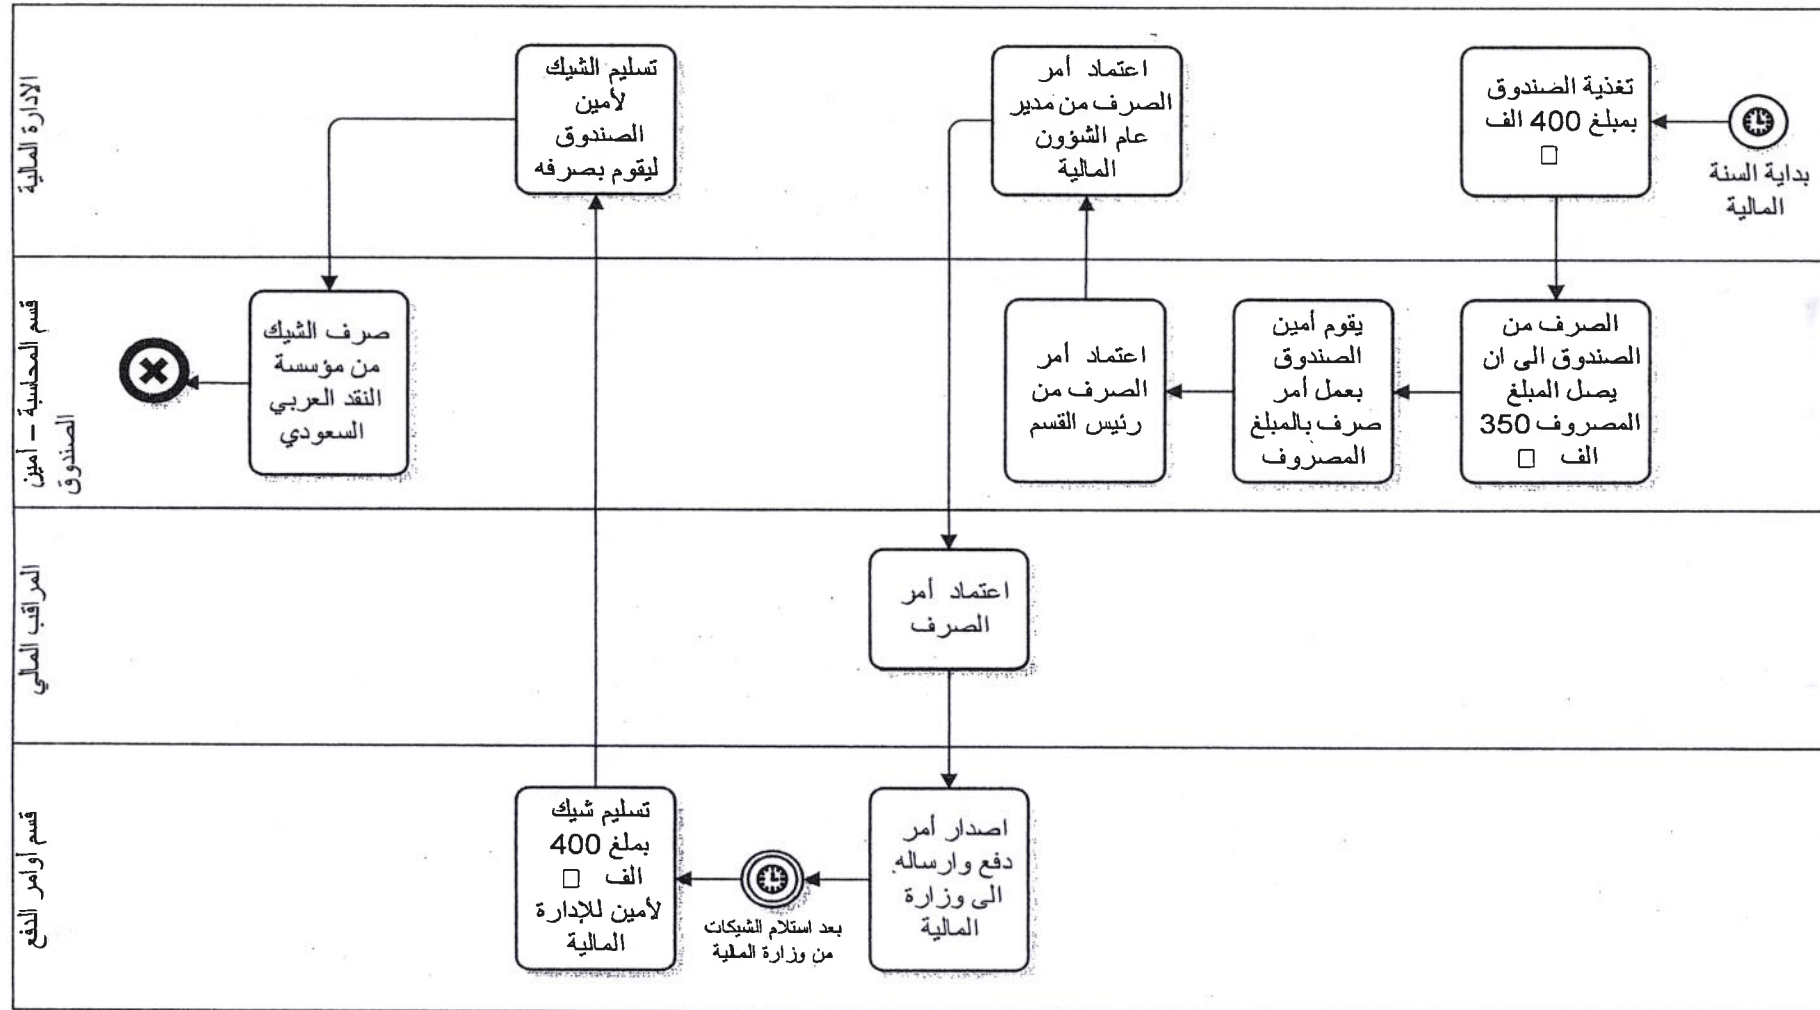 الادارة المالية
بداية السنة
المالية
تغذية الصندوق
بمبلغ 400 الف
□
اعتماد أمر
الصرف من مدير
عام الشؤون
المالية
تسليم الشيك
لأمين
الصندوق
ليقوم بصرفه
قسم المحاسبة – أمين
الصندوق
الصرف من
الصندوق الى ان
يصل المبلغ
المصروف 350
الف □
يقوم أمين
الصندوق
بعمل أمر
صرف بالمبلغ
المصروف
اعتماد أمر
الصرف من
رئيس القسم
صرف الشيك
من مؤسسة
النقد العربي
السعودي
المراقب المالي
اعتماد أمر
الصرف
قسم أوامر الدفع
اصدار أمر
دفع وارساله
الى وزارة
المالية
بعد استلام الشيكات
من وزارة المالية
تسليم شيك
بملغ 400
الف □
لأمين للإدارة
المالية